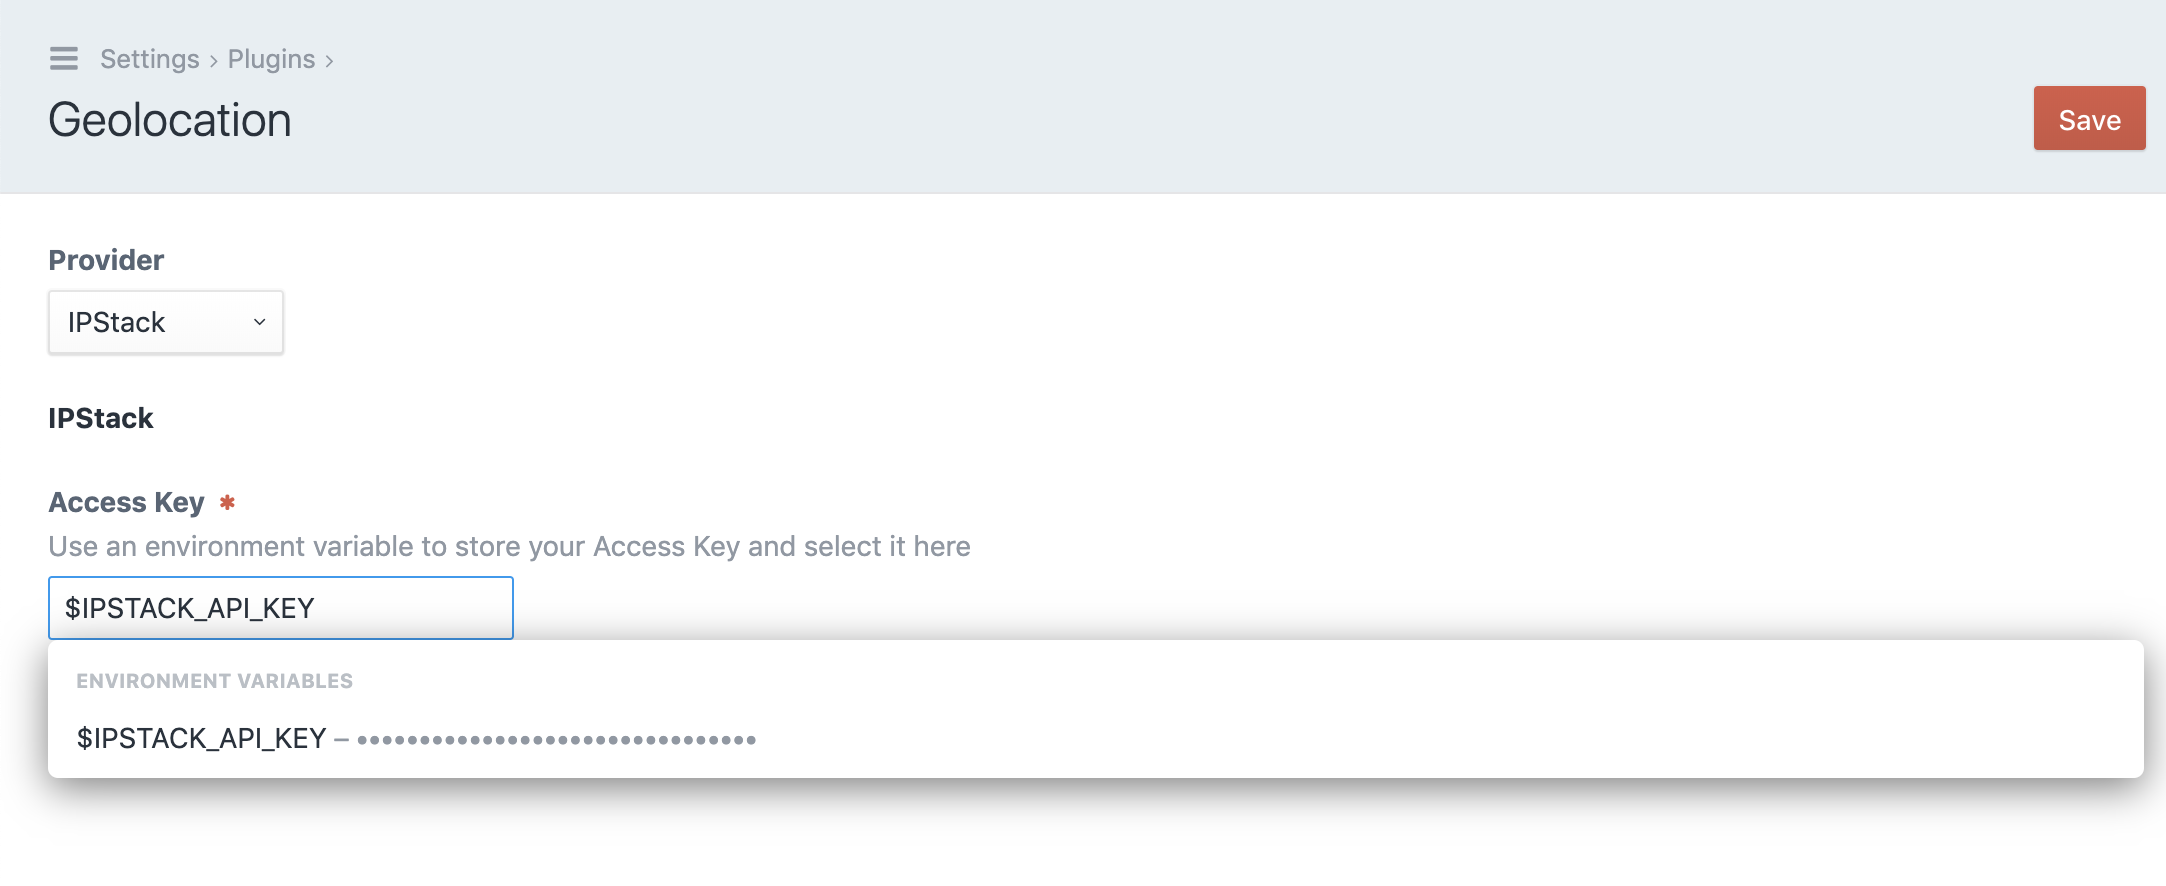 Settings › Plugins ›
Geolocation
Save
Provider
IPStack
IPStack
Access Key *
Use an environment variable to store your Access Key and select it here
$IPSTACK_API_KEY
ENVIRONMENT VARIABLES
$IPSTACK_API_KEY – ••••••••••••••••••••••••••••••••